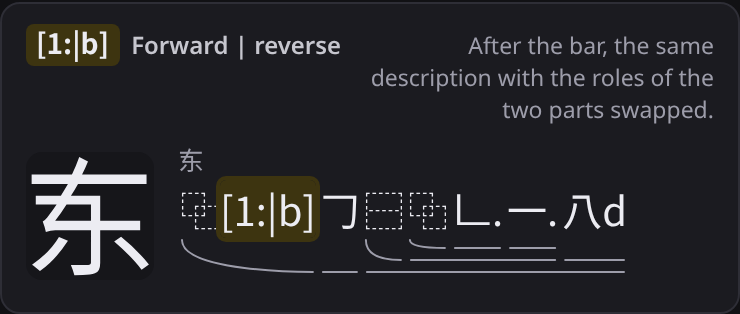 [1:|b] Forward | reverse
After the bar, the same
description with the roles of the
two parts swapped.
东
东
⿻[1:|b]㇆⿱⿻𠃊.一.八d